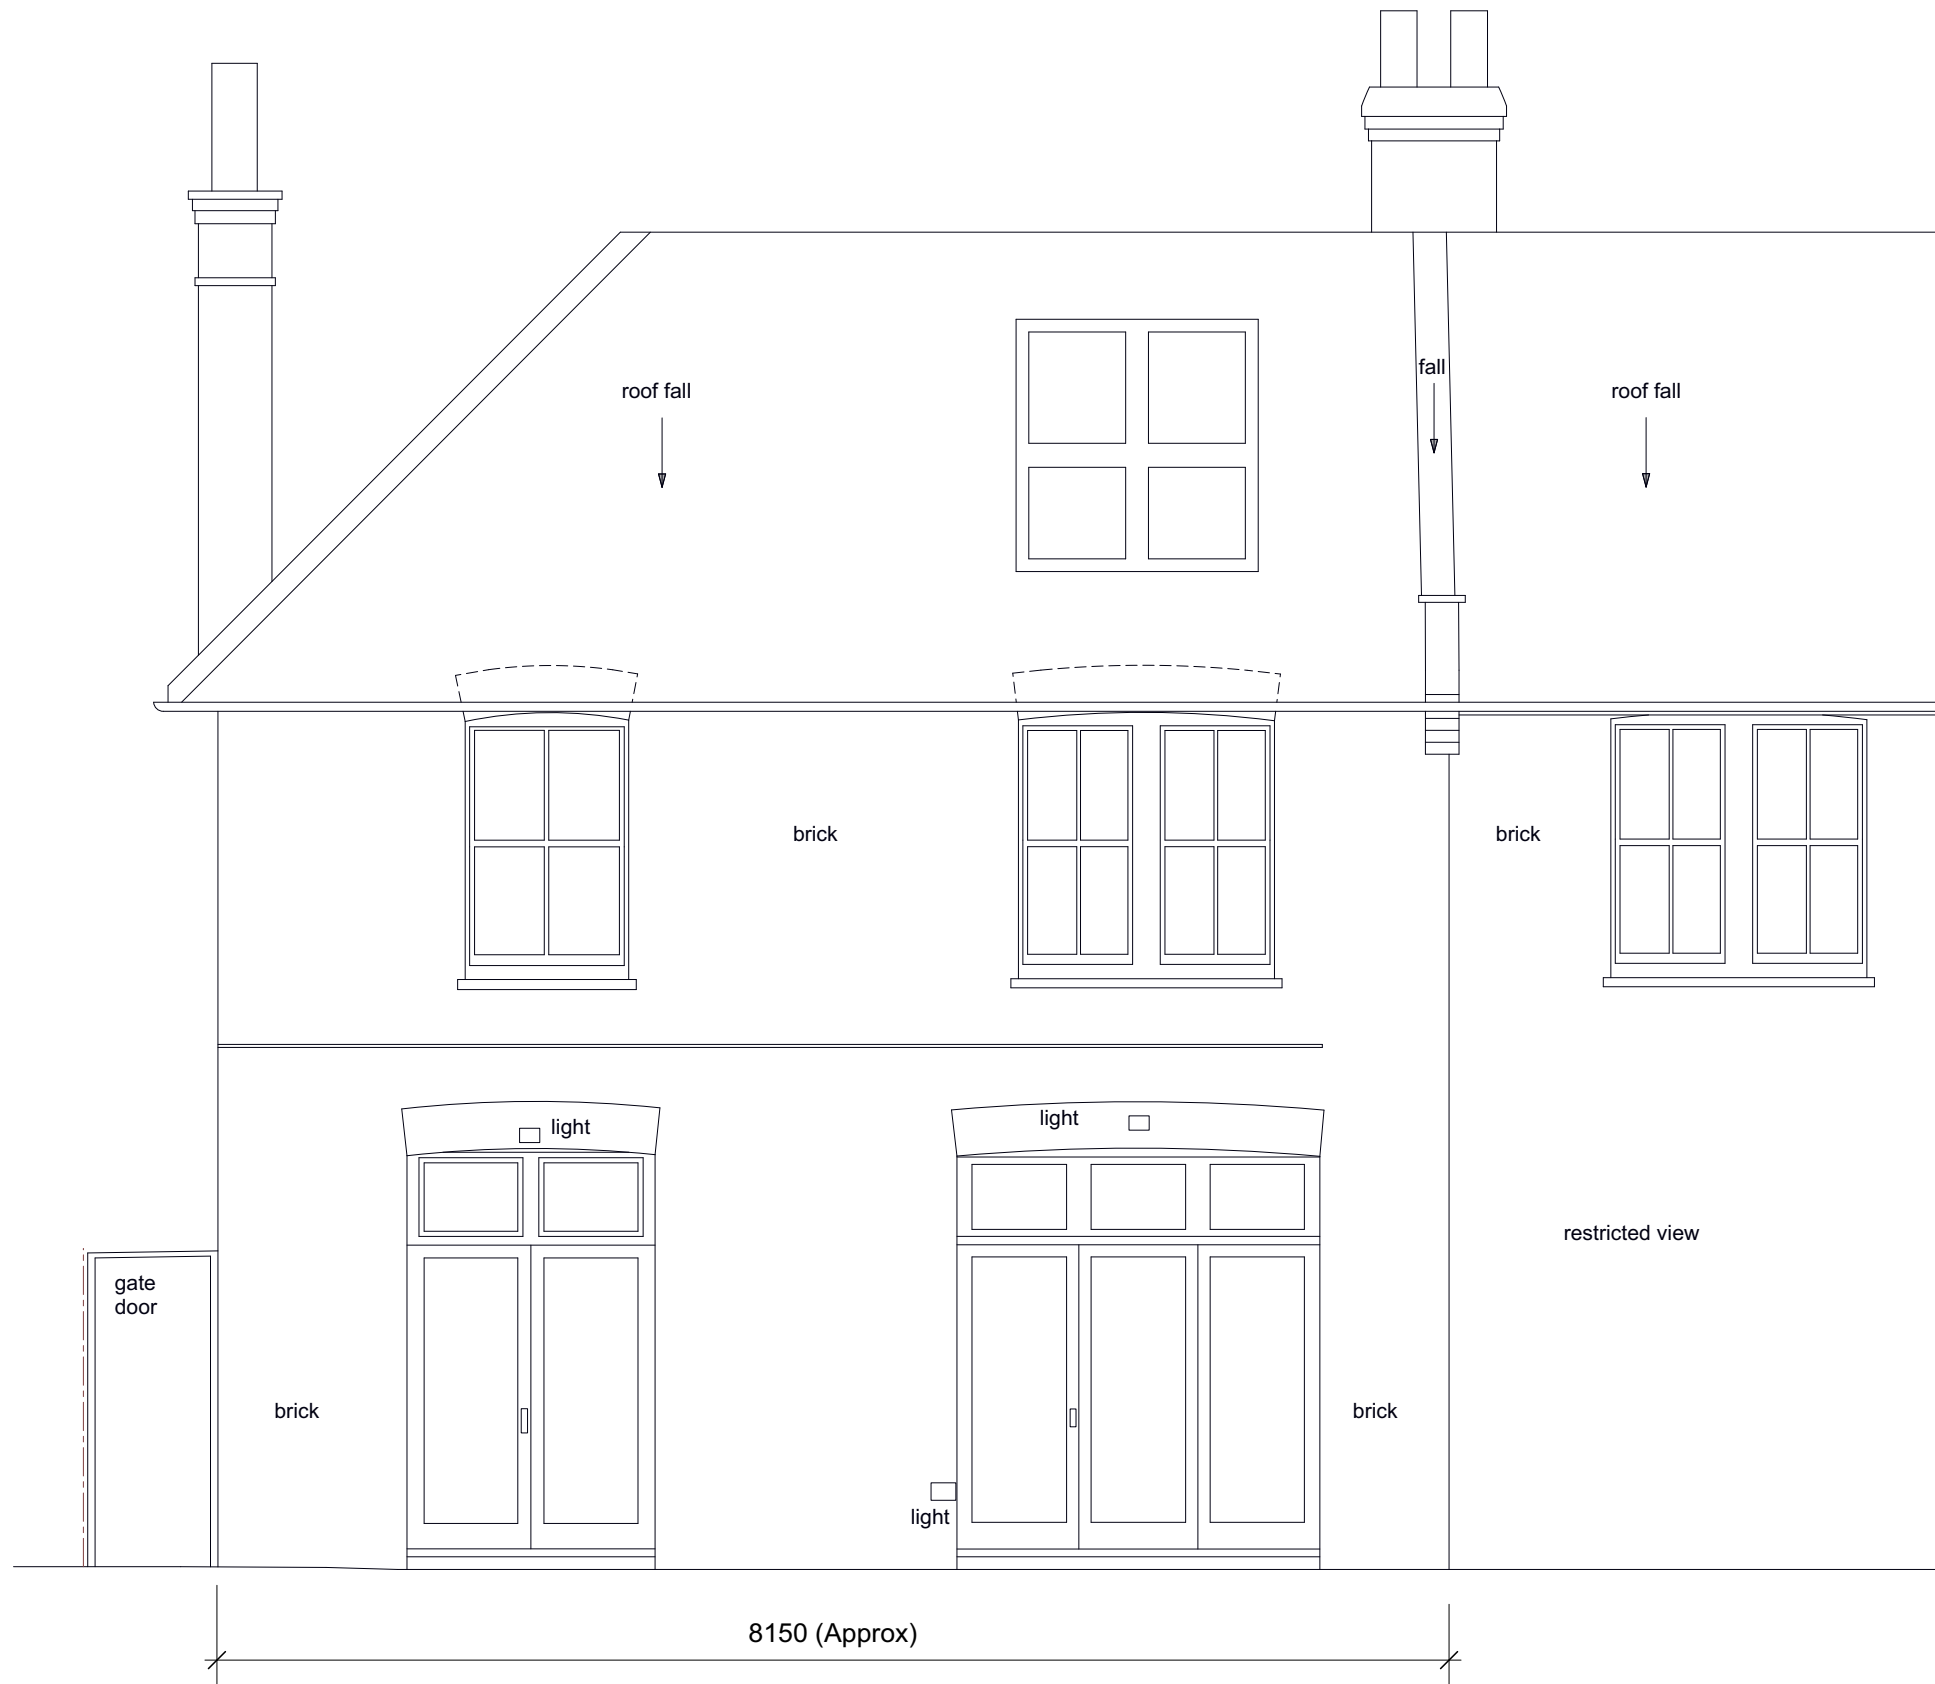 fall
roof fall
roof fall
brick
brick
light
light
restricted view
gate
door
brick
brick
light
8150 (Approx)